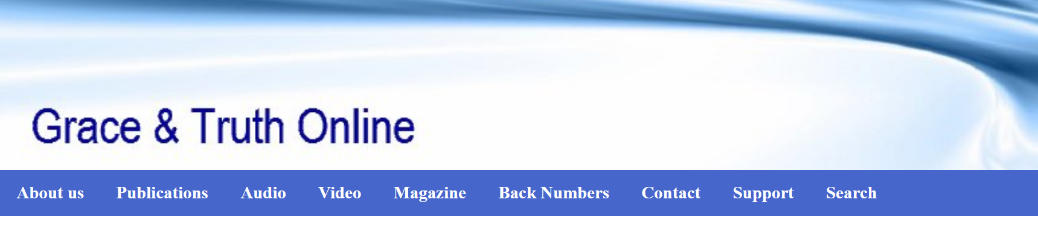 Grace & Truth Online
About us Publications Audio Video Magazine Back Numbers Contact Support Search